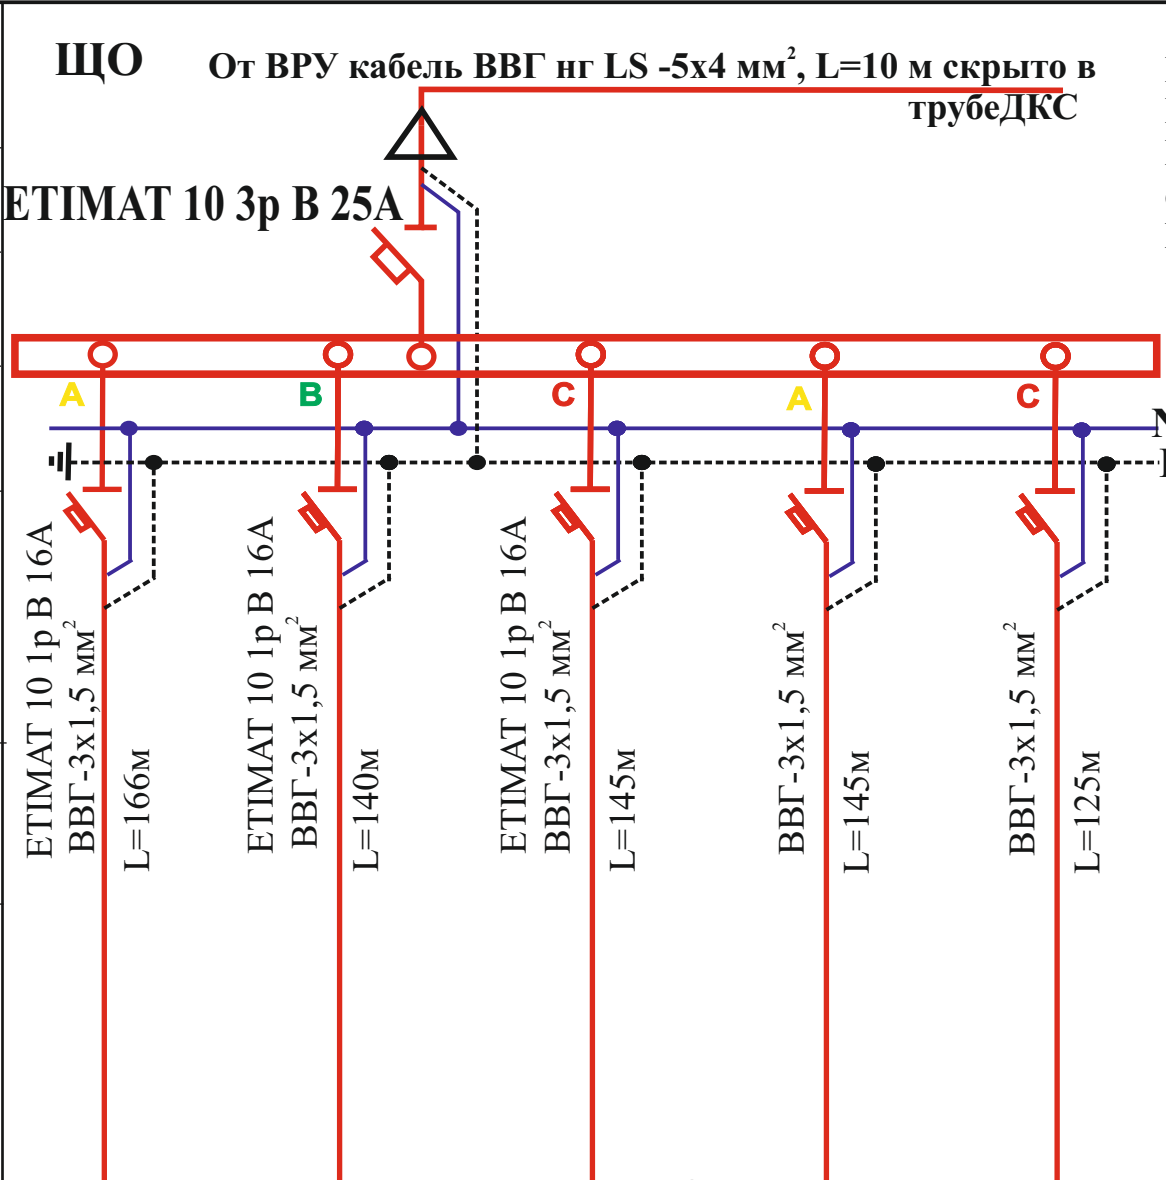 ЩО
От ВРУ кабель ВВГ нг LS -5х4 мм², L=10 м скрыто в
трубеДКС
ETIMAT 10 3р В 25А
A
B
C
A
C
N
ETIMAT 10 1р В 16А
ВВГ-3х1,5 мм²
L=166м
ETIMAT 10 1р В 16А
ВВГ-3х1,5 мм²
L=140м
ETIMAT 10 1р В 16А
ВВГ-3х1,5 мм²
L=145м
ВВГ-3х1,5 мм²
L=145м
ВВГ-3х1,5 мм²
L=125м